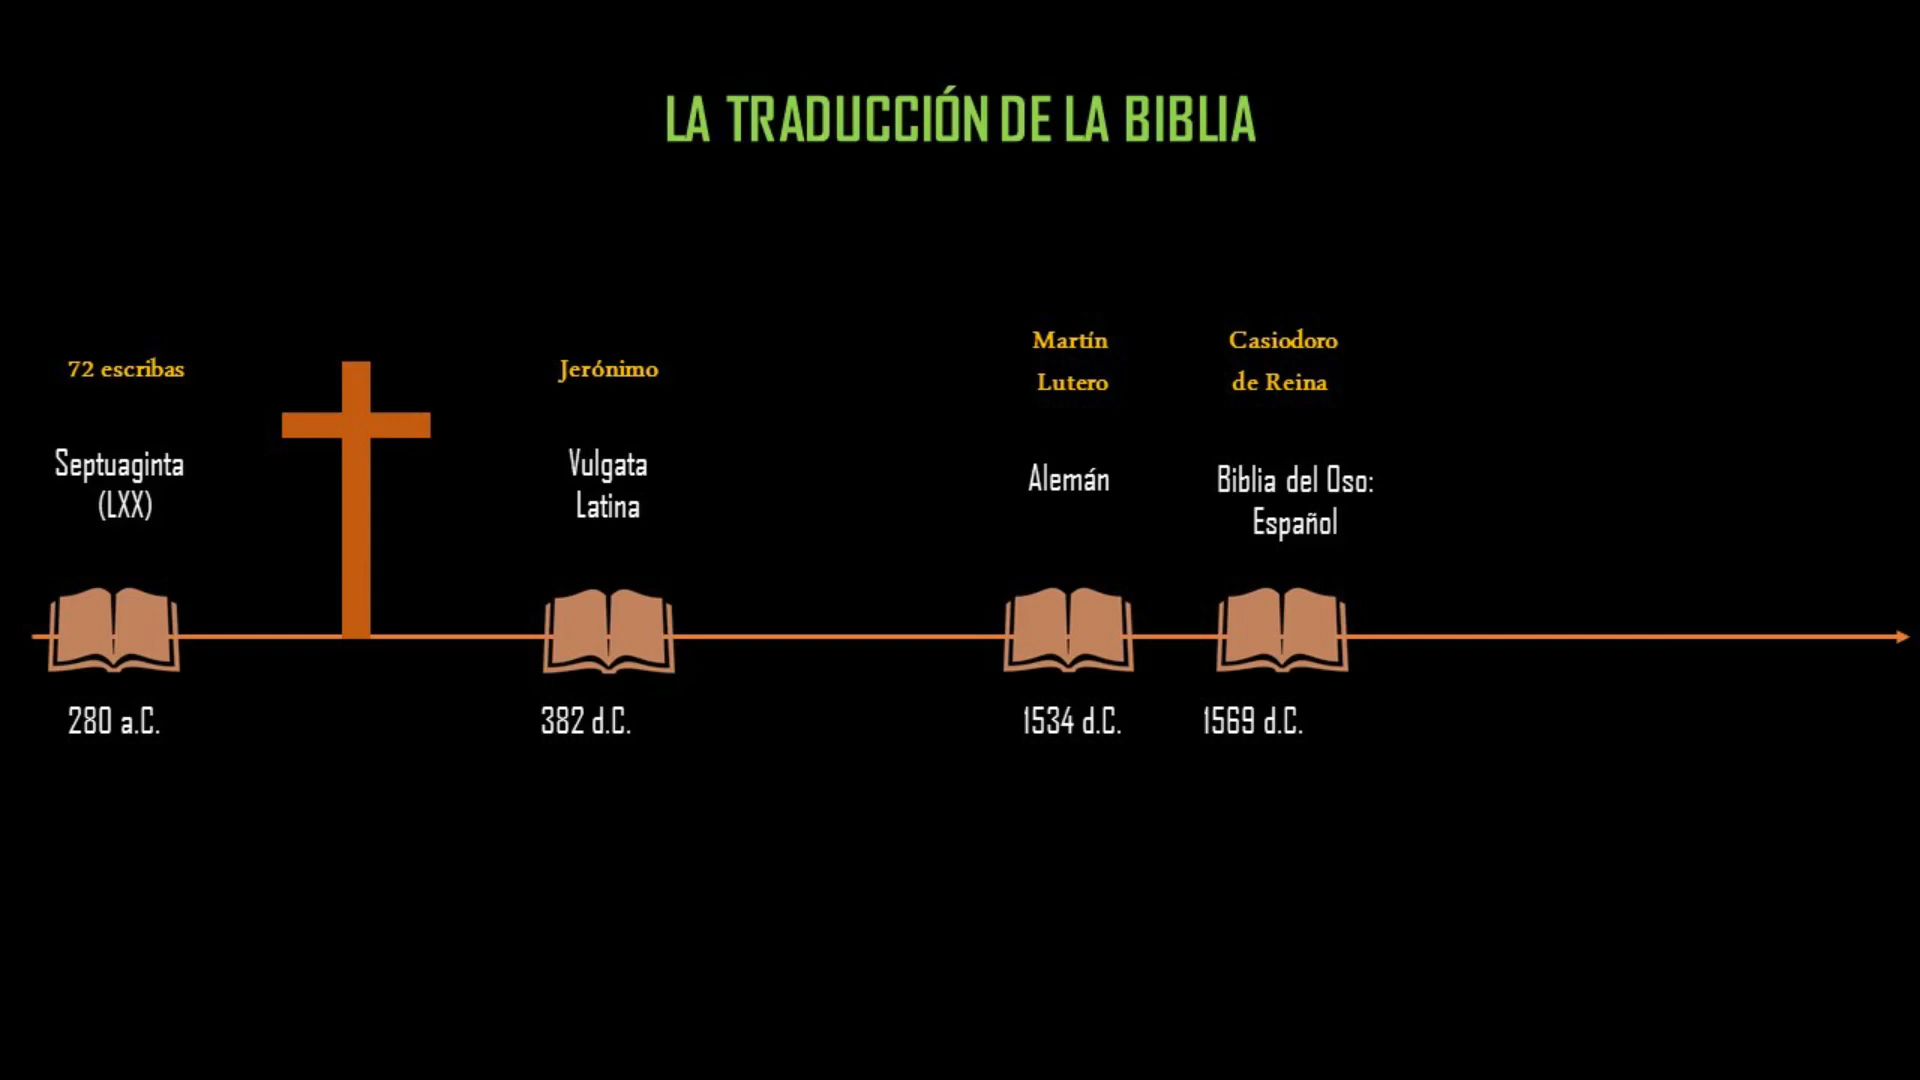 LA TRADUCCIÓN DE LA BIBLIA
72 escribas
Septuaginta
(LXX)
280 a.C.
Jerónimo
Vulgata
Latina
382 d.C.
Martín
Lutero
Alemán
1534 d.C.
Casiodoro
de Reina
Biblia del Oso:
Español
1569 d.C.